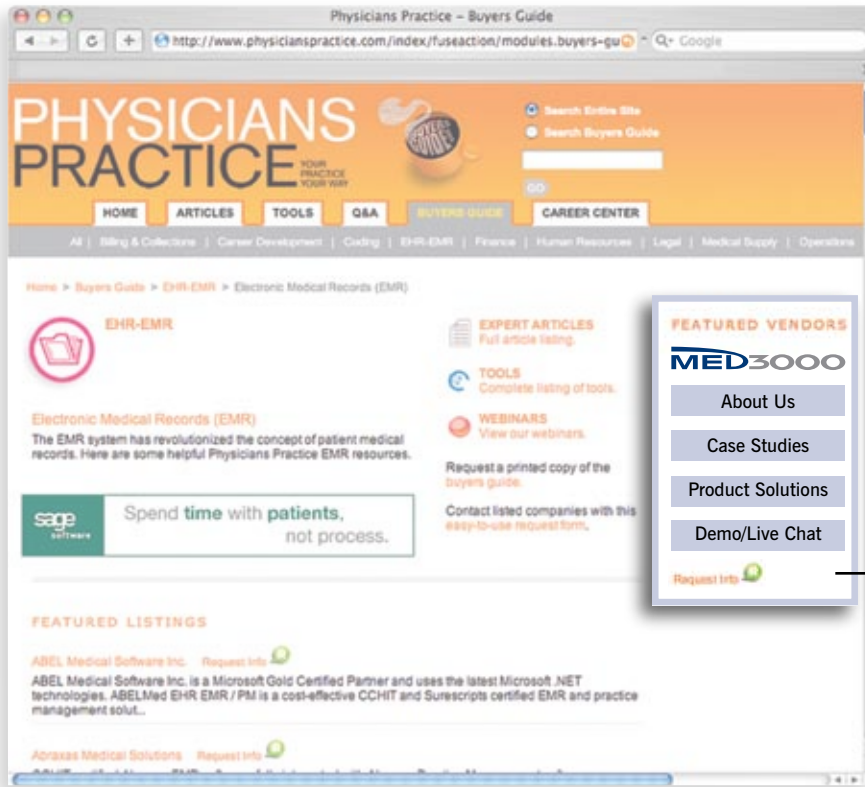 Physicians Practice – Buyers Guide
http://www.physicianspractice.com/index/fuseaction/modules.buyers-gu
Google
PHYSICIANS
PRACTICE
YOUR
PRACTICE
YOUR WAY
BUYERS
GUIDE
Search Entire Site
Search Buyers Guide
GO
HOME ARTICLES TOOLS Q&A BUYERS GUIDE CAREER CENTER
All | Billing & Collections | Career Development | Coding | EHR-EMR | Finance | Human Resources | Legal | Medical Supply | Operations
Home > Buyers Guide > EHR-EMR > Electronic Medical Records (EMR)
EHR-EMR
Electronic Medical Records (EMR)
The EMR system has revolutionized the concept of patient medical
records. Here are some helpful Physicians Practice EMR resources.
sage
software
Spend time with patients,
not process.
EXPERT ARTICLES
Full article listing.
TOOLS
Complete listing of tools.
WEBINARS
View our webinars.
Request a printed copy of the
buyers guide.
Contact listed companies with this
easy-to-use request form.
FEATURED VENDORS
MED3000
About Us
Case Studies
Product Solutions
Demo/Live Chat
Request Info
FEATURED LISTINGS
ABEL Medical Software Inc. Request Info
ABEL Medical Software Inc. is a Microsoft Gold Certified Partner and uses the latest Microsoft .NET
technologies. ABELMed EHR EMR / PM is a cost-effective CCHIT and Surescripts certified EMR and practice
management solut...
Abraxas Medical Solutions Request Info